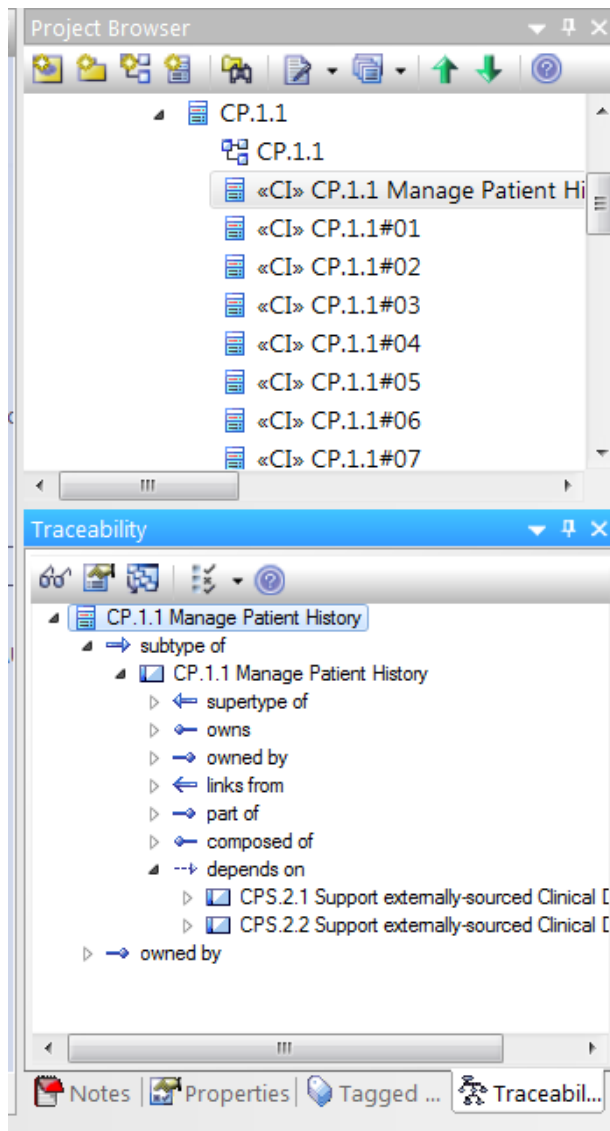 Project Browser
CP.1.1
CP.1.1
«CI» CP.1.1 Manage Patient Hi
«CI» CP.1.1#01
«CI» CP.1.1#02
«CI» CP.1.1#03
«CI» CP.1.1#04
«CI» CP.1.1#05
«CI» CP.1.1#06
«CI» CP.1.1#07
Traceability
CP.1.1 Manage Patient History
subtype of
CP.1.1 Manage Patient History
supertype of
owns
owned by
links from
part of
composed of
depends on
CPS.2.1 Support externally-sourced Clinical
CPS.2.2 Support externally-sourced Clinical
owned by
Notes Properties Tagged ... Traceabil...